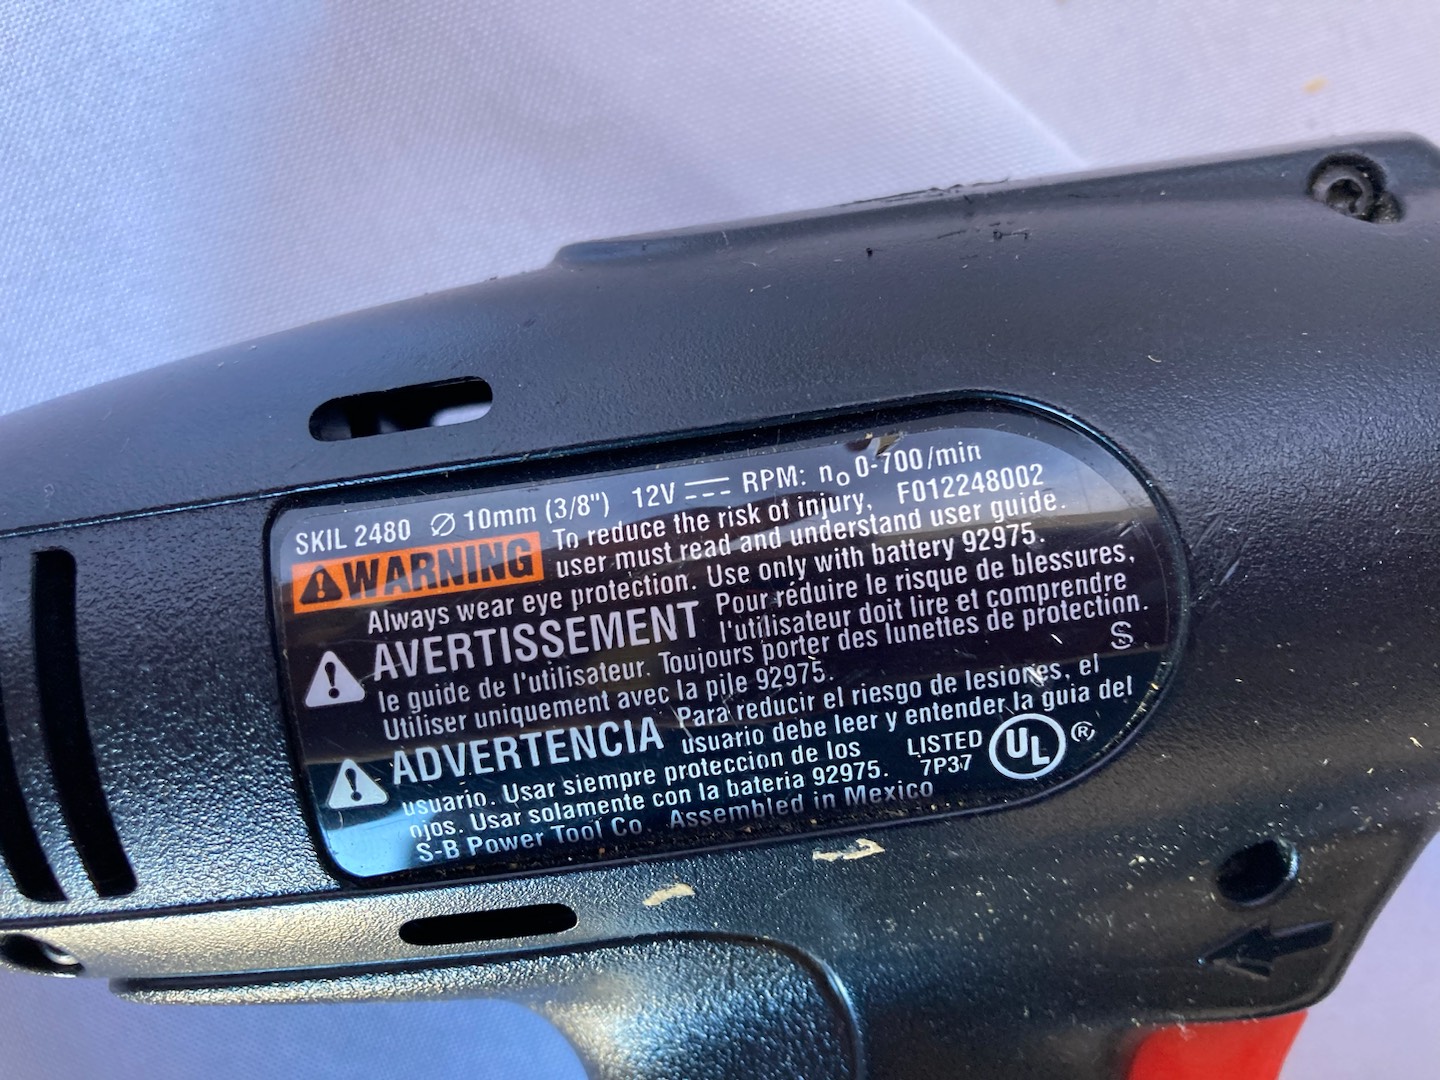 SKIL 2480 ⌀ 10mm (3/8") 12V ⎓ RPM: n₀ 0-700/min
⚠WARNING To reduce the risk of injury, F012248002
user must read and understand user guide.
Always wear eye protection. Use only with battery 92975.
⚠ AVERTISSEMENT Pour réduire le risque de blessures,
l'utilisateur doit lire et comprendre
le guide de l'utilisateur. Toujours porter des lunettes de protection.
Utiliser uniquement avec la pile 92975.
S
⚠ ADVERTENCIA Para reducir el riesgo de lesiones, el
usuario debe leer y entender la guia del
usuario. Usar siempre proteccion de los
ojos. Usar solamente con la bateria 92975.
LISTED
7P37
UL ®
S-B Power Tool Co. Assembled in Mexico